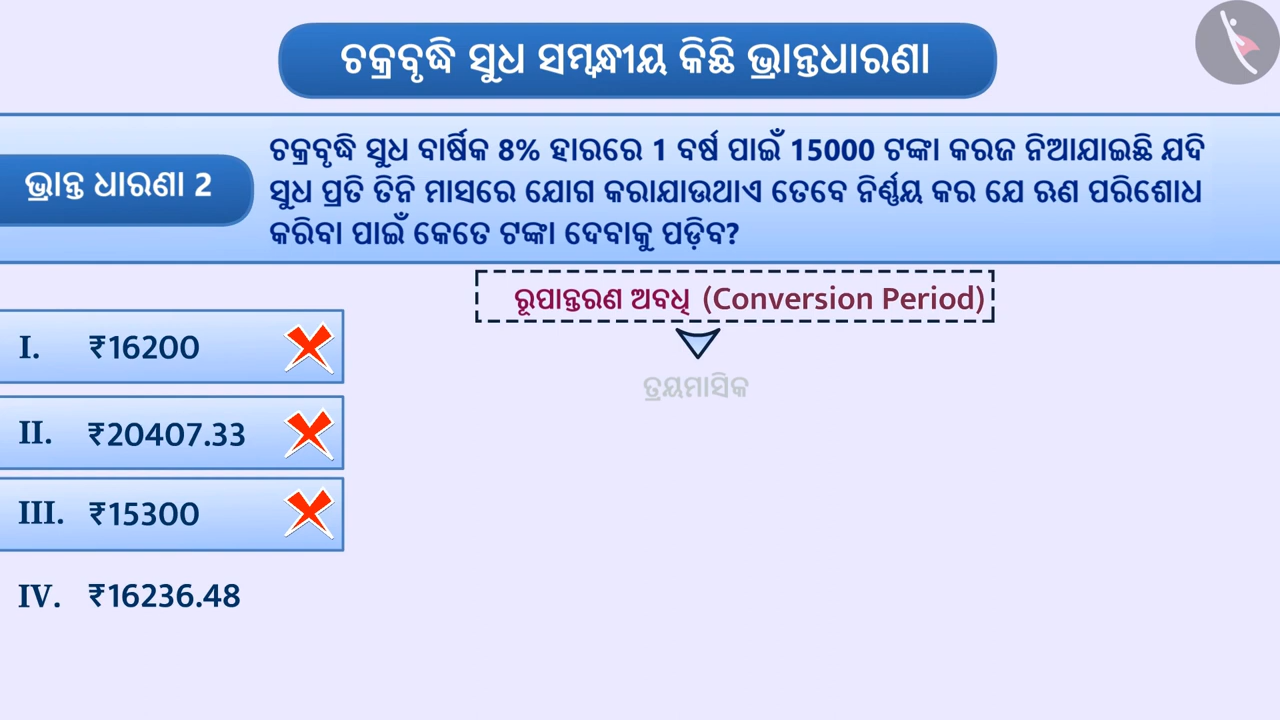 ଚକ୍ରବୃଦ୍ଧି ସୁଧ ସମ୍ବନ୍ଧୀୟ କିଛି ଭ୍ରାନ୍ତଧାରଣା
ଭ୍ରାନ୍ତ ଧାରଣା 2
ଚକ୍ରବୃଦ୍ଧି ସୁଧ ବାର୍ଷିକ 8% ହାରରେ 1 ବର୍ଷ ପାଇଁ 15000 ଟଙ୍କା କରଜ ନିଆଯାଇଛି ଯଦି
ସୁଧ ପ୍ରତି ତିନି ମାସରେ ଯୋଗ କରାଯାଉଥାଏ ତେବେ ନିର୍ଣ୍ଣୟ କର ଯେ ଋଣ ପରିଶୋଧ
କରିବା ପାଇଁ କେତେ ଟଙ୍କା ଦେବାକୁ ପଡ଼ିବ?
ରୂପାନ୍ତରଣ ଅବଧି (Conversion Period)
ତ୍ରୟମାସିକ
I. ₹16200
II. ₹20407.33
III. ₹15300
IV. ₹16236.48